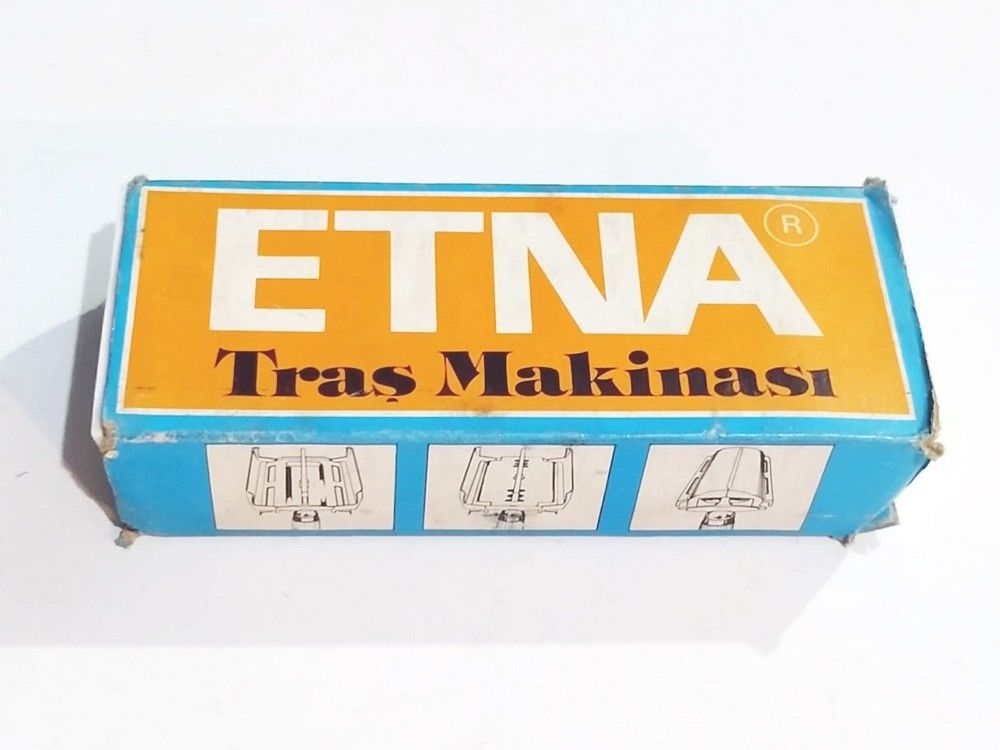 ETNA ®
Traş Makinası